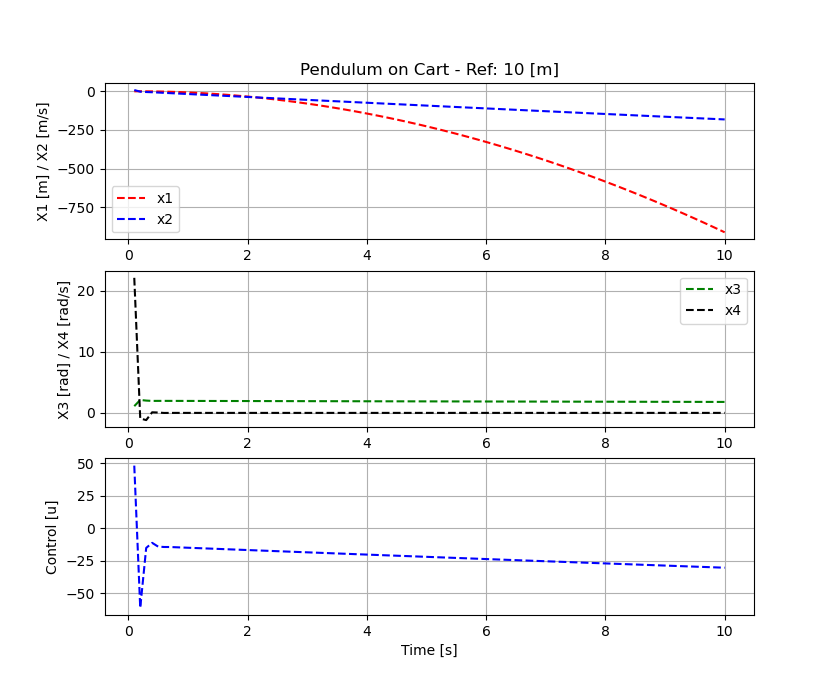 Pendulum on Cart - Ref: 10 [m]
X1 [m] / X2 [m/s]
0
−250
−500
−750
x1
x2
0 2 4 6 8 10
X3 [rad] / X4 [rad/s]
20
10
0
x3
x4
0 2 4 6 8 10
Control [u]
50
25
0
−25
−50
0 2 4 6 8 10
Time [s]